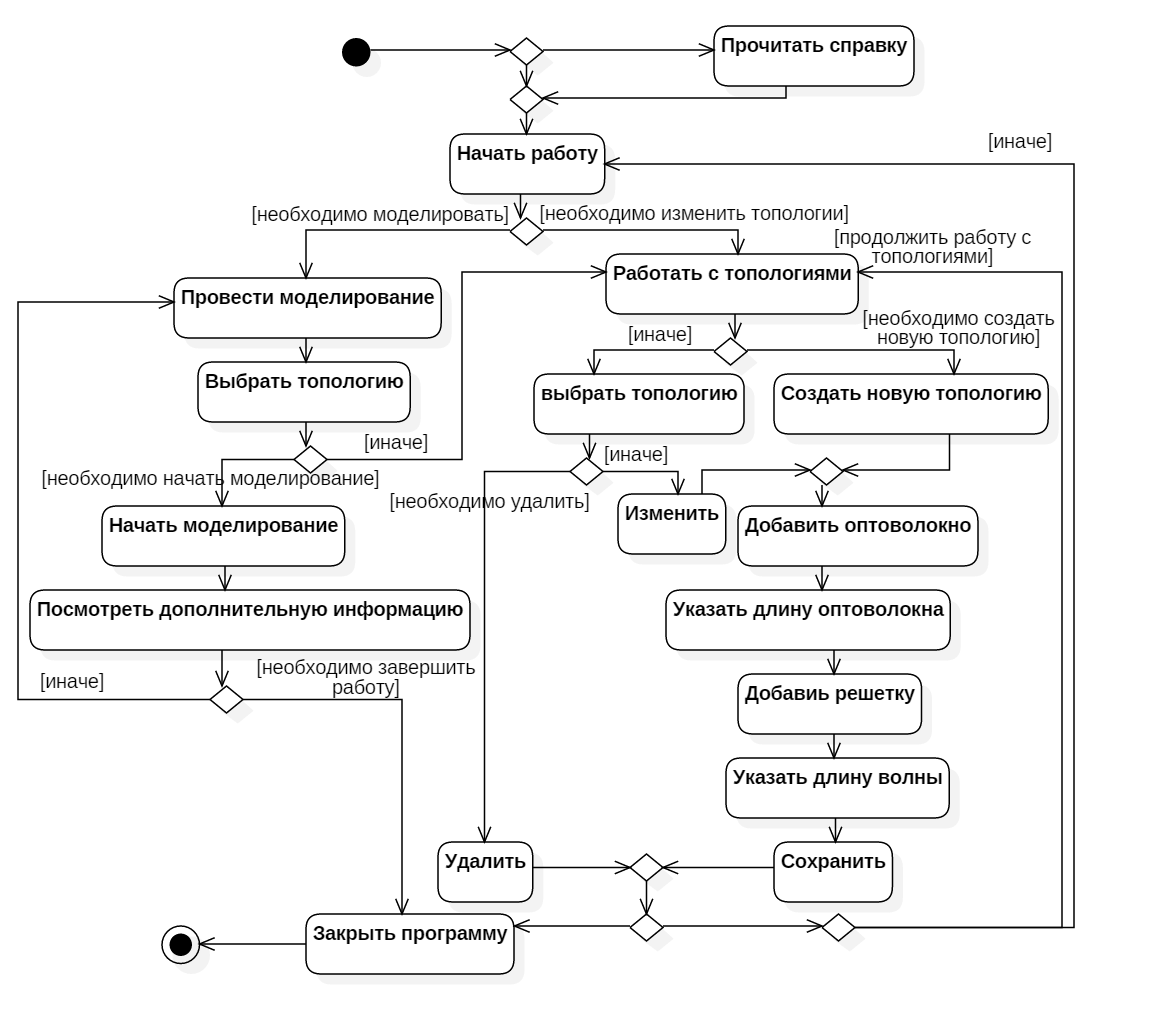 Прочитать справку
[иначе]
Начать работу
[необходимо моделировать]
[необходимо изменить топологии]
[продолжить работу с
топологиями]
Работать с топологиями
Провести моделирование
[необходимо создать
новую топологию]
[иначе]
Выбрать топологию
выбрать топологию
Создать новую топологию
[иначе]
[иначе]
[необходимо начать моделирование]
[необходимо удалить]
Изменить
Начать моделирование
Добавить оптоволокно
Посмотреть дополнительную информацию
Указать длину оптоволокна
[необходимо завершить
работу]
[иначе]
Добавиь решетку
Указать длину волны
Удалить
Сохранить
Закрыть программу